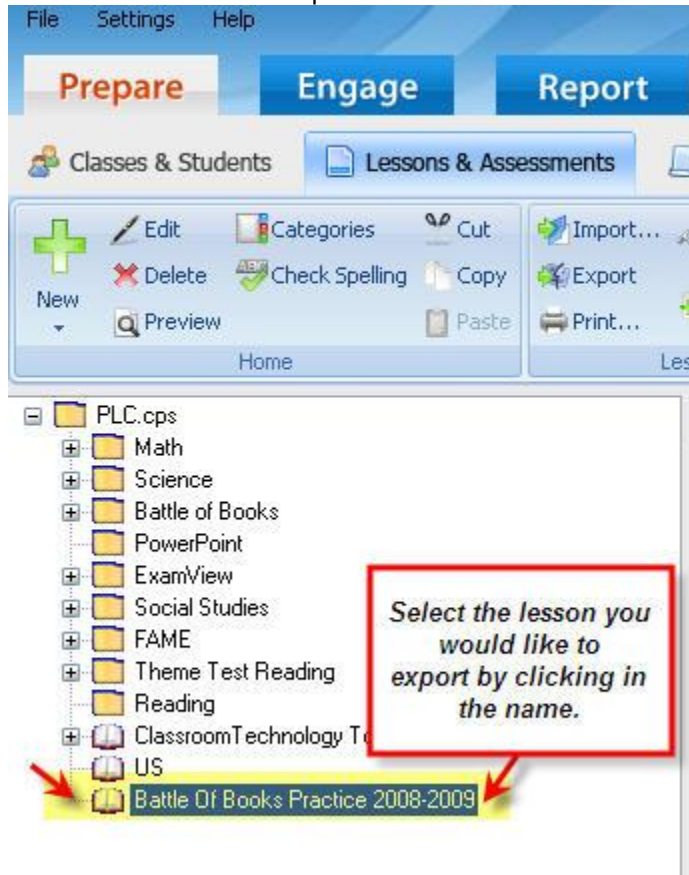 File Settings Help
Prepare Engage Report
Classes & Students Lessons & Assessments
New Edit Categories Cut Import...
Delete Check Spelling Copy Export
Preview Paste Print...
Home
PLC.cps
Math
Science
Battle of Books
PowerPoint
ExamView
Social Studies
FAME
Theme Test Reading
Reading
ClassroomTechnology
US
Battle Of Books Practice 2008-2009
Select the lesson you
would like to
export by clicking in
the name.